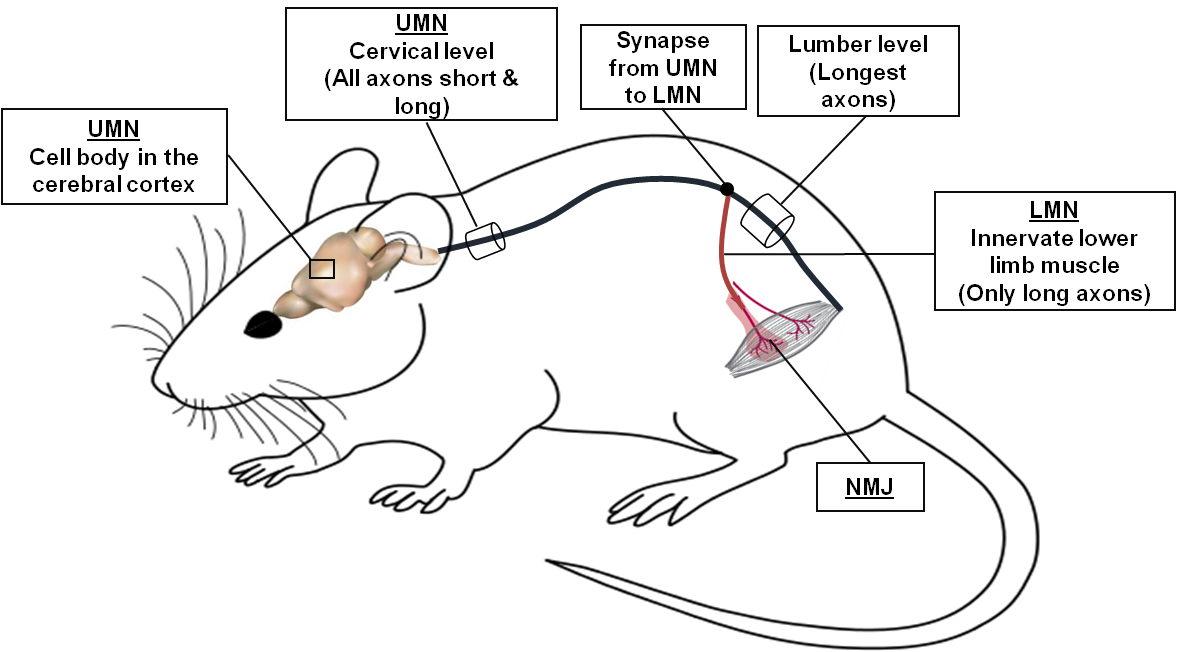 UMN
Cervical level
(All axons short &
long)
Synapse
from UMN
to LMN
Lumber level
(Longest
axons)
UMN
Cell body in the
cerebral cortex
LMN
Innervate lower
limb muscle
(Only long axons)
NMJ